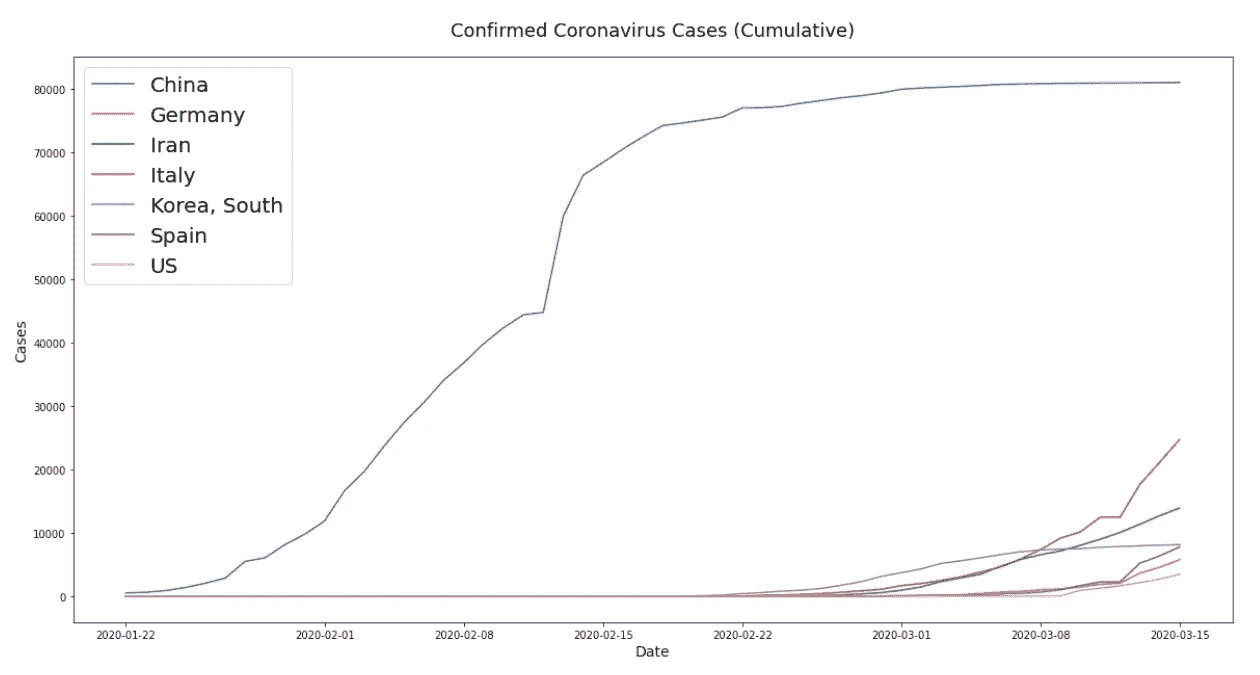 Confirmed Coronavirus Cases (Cumulative)
China
Germany
Iran
Italy
Korea, South
Spain
US
80000
70000
60000
50000
40000
30000
20000
10000
0
Cases
2020-01-22
2020-02-01
2020-02-08
2020-02-15
2020-02-22
2020-03-01
2020-03-08
2020-03-15
Date